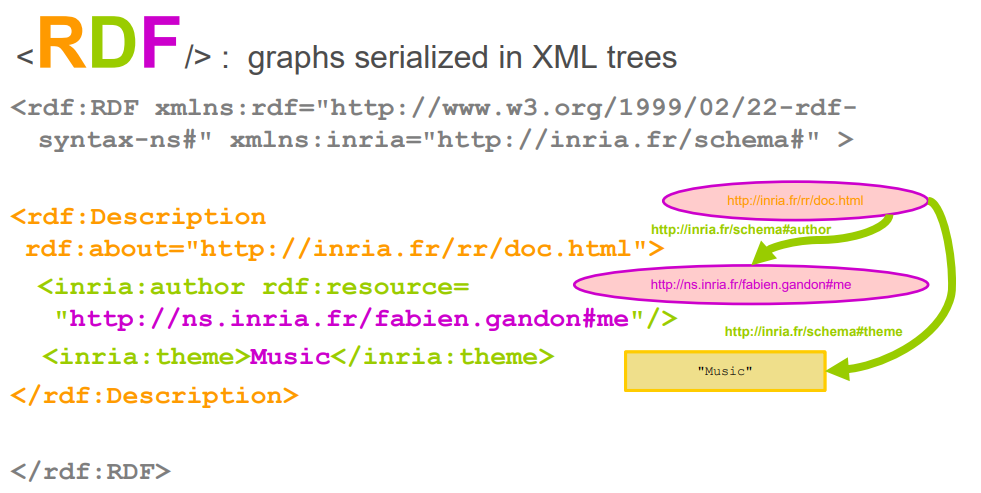 <RDF/> : graphs serialized in XML trees
<rdf:RDF xmlns:rdf="http://www.w3.org/1999/02/22-rdf-
syntax-ns#" xmlns:inria="http://inria.fr/schema#" >
<rdf:Description
rdf:about="http://inria.fr/rr/doc.html">
<inria:author rdf:resource=
"http://ns.inria.fr/fabien.gandon#me"/>
<inria:theme>Music</inria:theme>
</rdf:Description>
</rdf:RDF>
http://inria.fr/rr/doc.html
http://inria.fr/schema#author
http://ns.inria.fr/fabien.gandon#me
http://inria.fr/schema#theme
"Music"